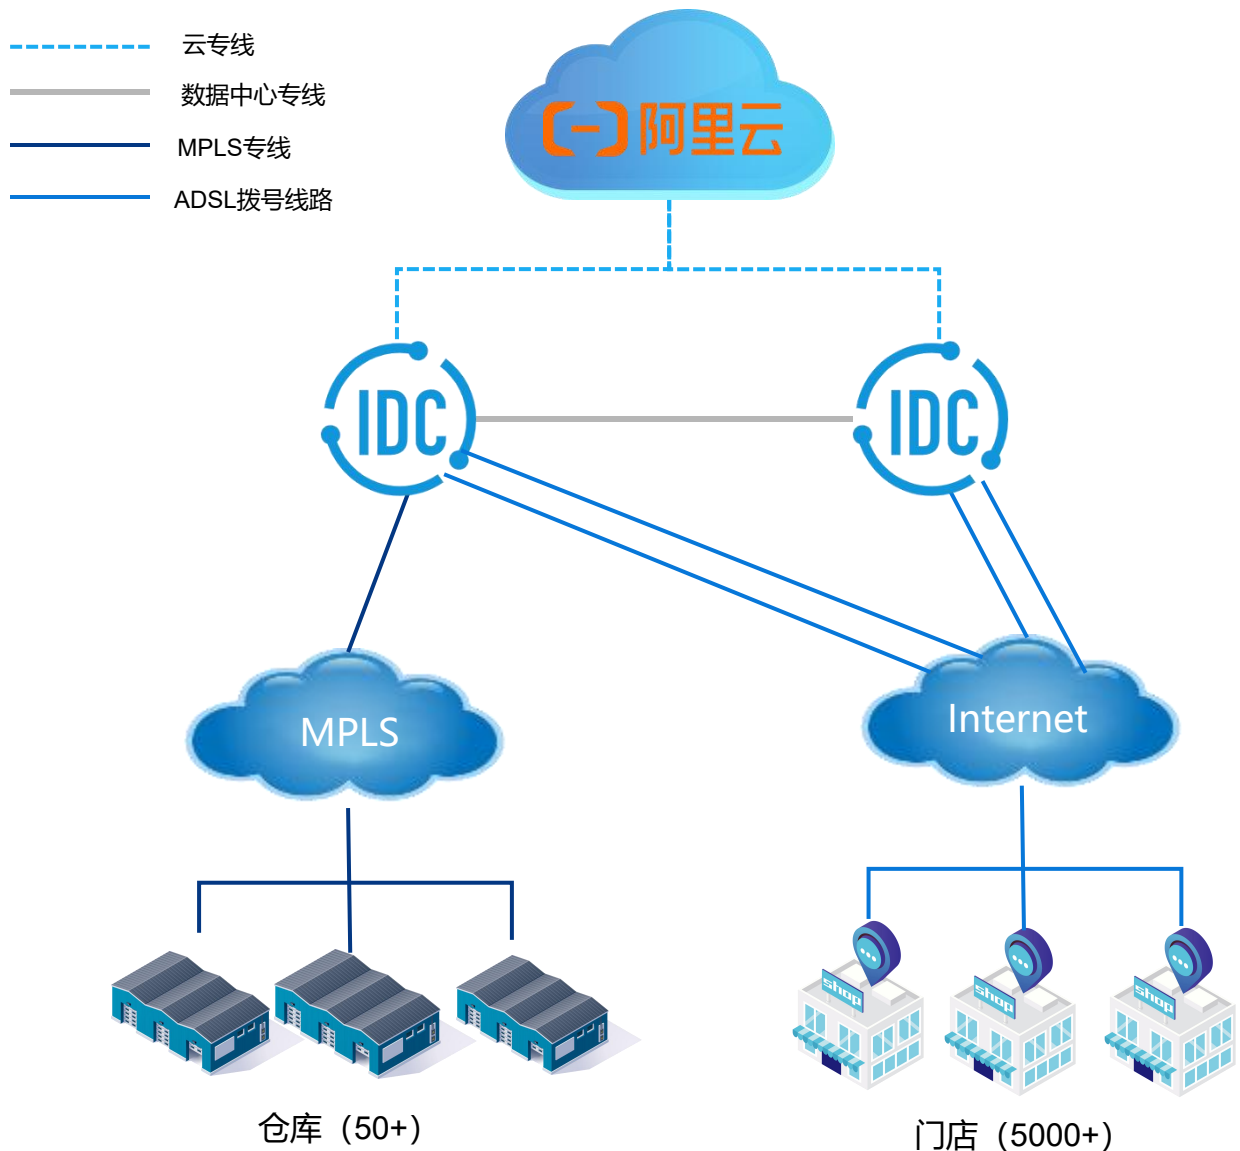 云专线
数据中心专线
MPLS专线
ADSL拨号线路
阿里云
IDC
IDC
MPLS
Internet
shop
shop
shop
仓库（50+）
门店（5000+）